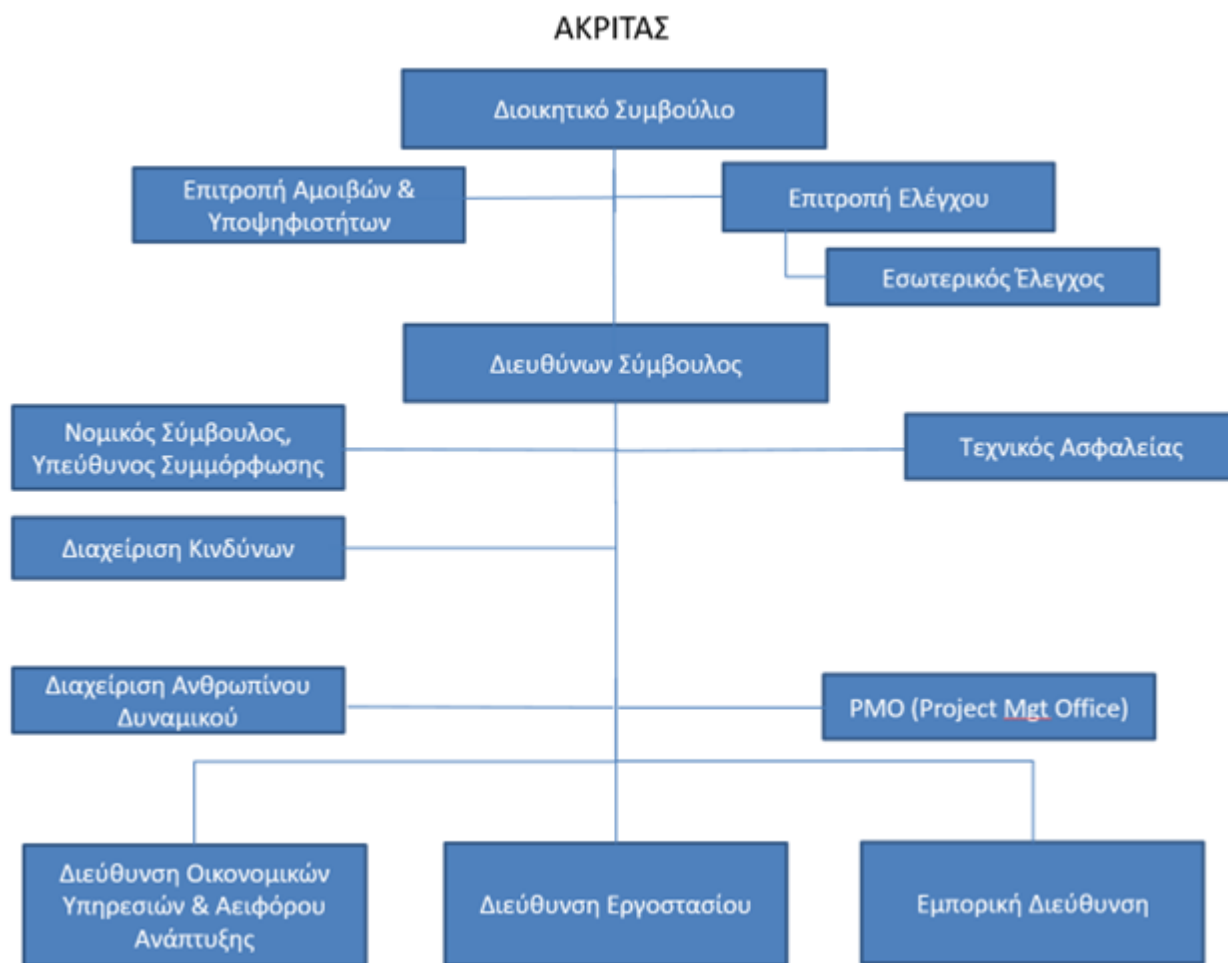 ΑΚΡΙΤΑΣ
Διοικητικό Συμβούλιο
Επιτροπή Αμοιβών &
Υποψηφιοτήτων
Επιτροπή Ελέγχου
Εσωτερικός Έλεγχος
Διευθύνων Σύμβουλος
Νομικός Σύμβουλος,
Υπεύθυνος Συμμόρφωσης
Τεχνικός Ασφαλείας
Διαχείριση Κινδύνων
Διαχείριση Ανθρωπίνου
Δυναμικού
PMO (Project Mgt Office)
Διεύθυνση Οικονομικών
Υπηρεσιών & Αειφόρου
Ανάπτυξης
Διεύθυνση Εργοστασίου
Εμπορική Διεύθυνση